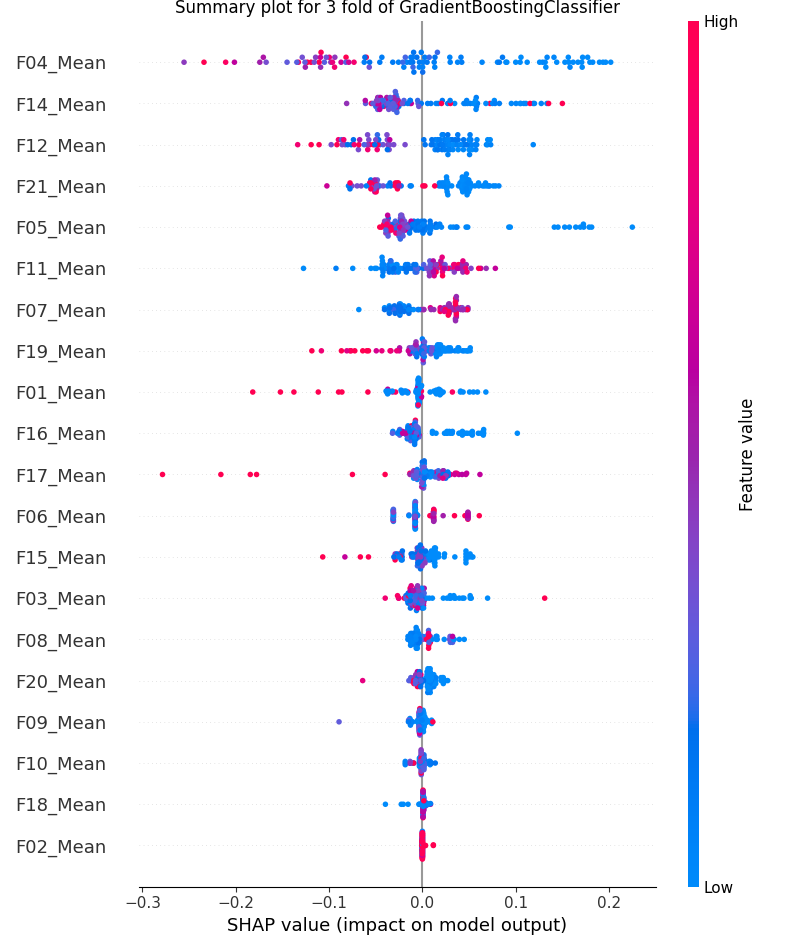 Summary plot for 3 fold of GradientBoostingClassifier
High
F04_Mean
F14_Mean
F12_Mean
F21_Mean
F05_Mean
F11_Mean
F07_Mean
F19_Mean
F01_Mean
F16_Mean
F17_Mean
F06_Mean
F15_Mean
F03_Mean
F08_Mean
F20_Mean
F09_Mean
F10_Mean
F18_Mean
F02_Mean
Feature value
Low
−0.3 −0.2 −0.1 0.0 0.1 0.2
SHAP value (impact on model output)